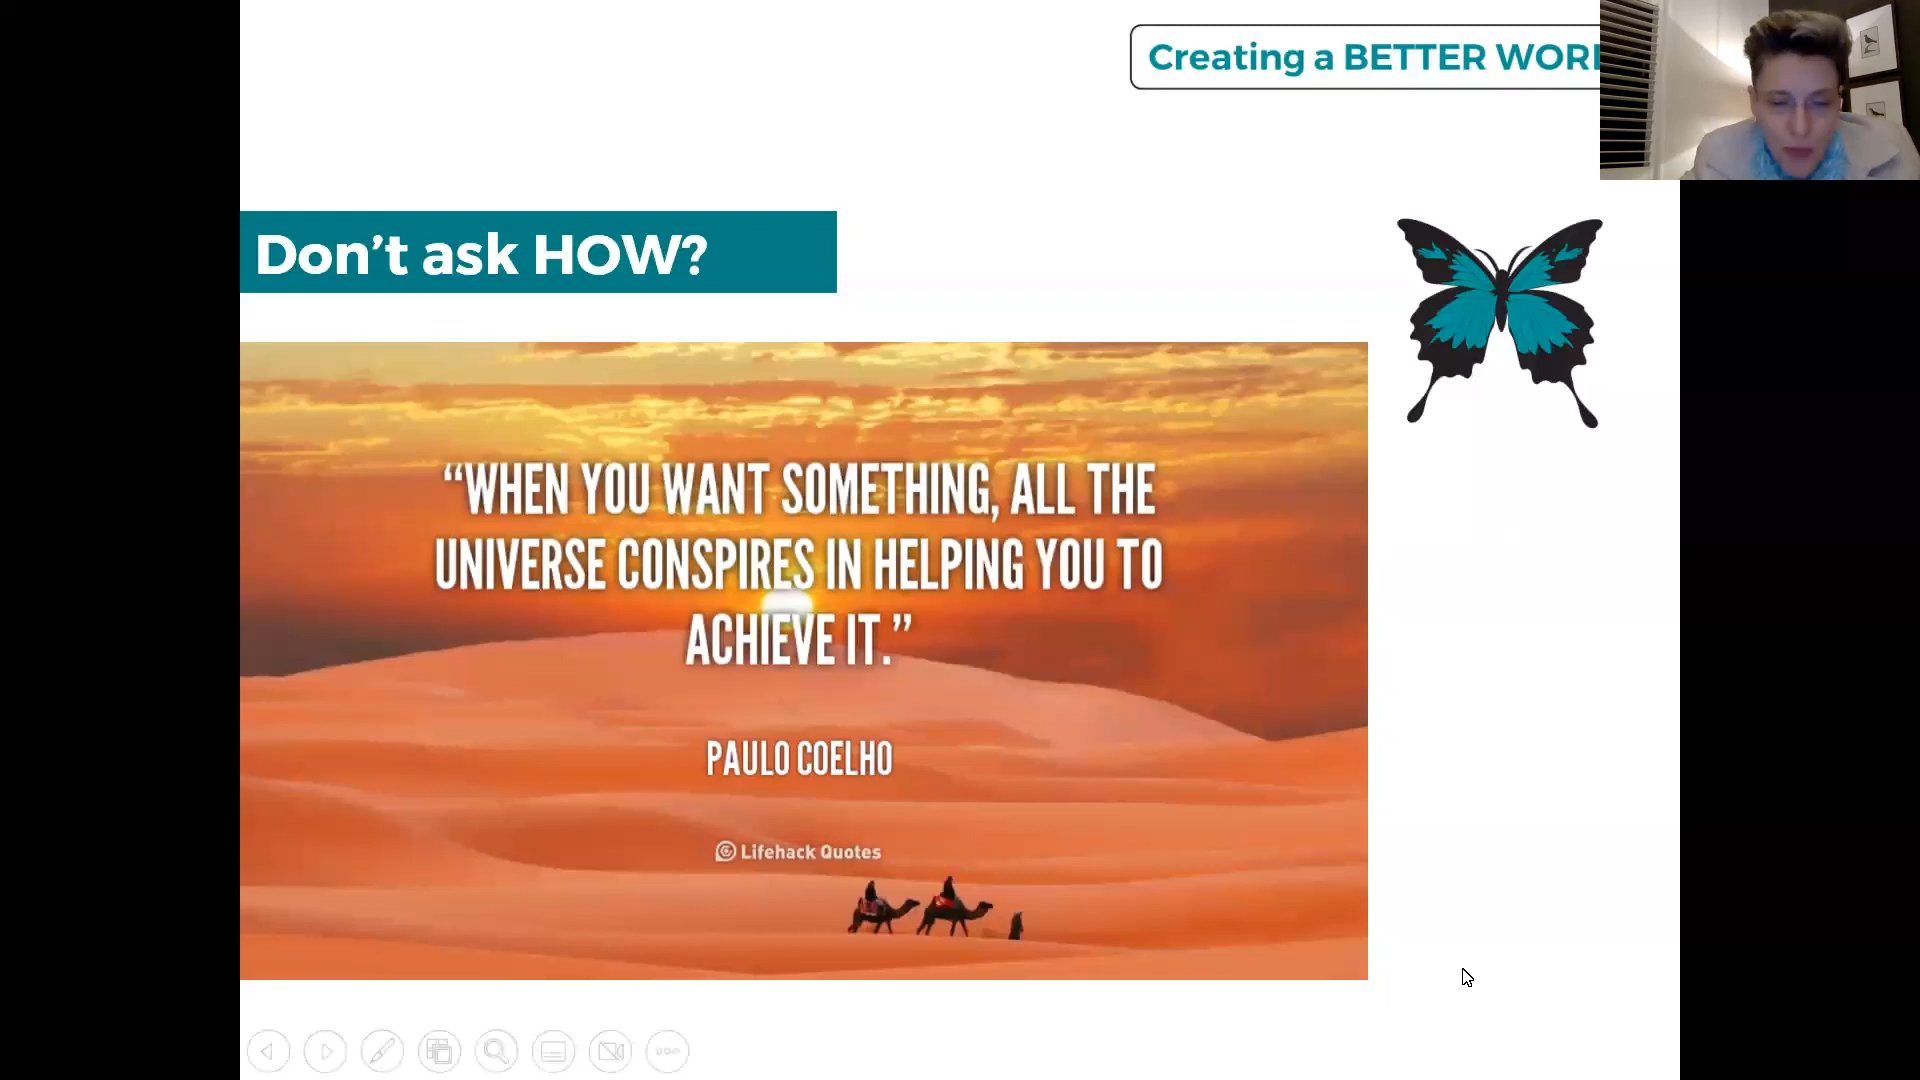 Creating a BETTER WOR
Don’t ask HOW?
“WHEN YOU WANT SOMETHING, ALL THE
UNIVERSE CONSPIRES IN HELPING YOU TO
ACHIEVE IT.”
PAULO COELHO
Lifehack Quotes